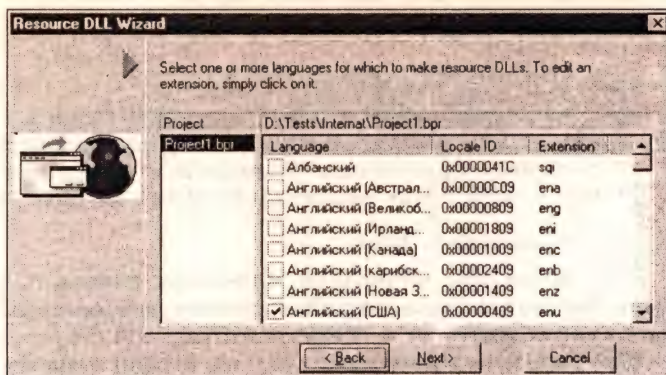 Resource DLL Wizard
Select one or more languages for which to make resource DLLs. To edit an
extension, simply click on it.
Project
D:\Tests\Internat\Project1.bpr
Project1.bpr
Language Locale ID Extension
Албанский 0x0000041C sqi
Английский (Австрал... 0x00000C09 ena
Английский (Великоб... 0x00000809 eng
Английский (Ирланд... 0x00001809 eni
Английский (Канада) 0x00001009 enc
Английский (карибск... 0x00002409 enb
Английский (Новая З... 0x00001409 enz
Английский (США) 0x00000409 enu
< Back Next > Cancel